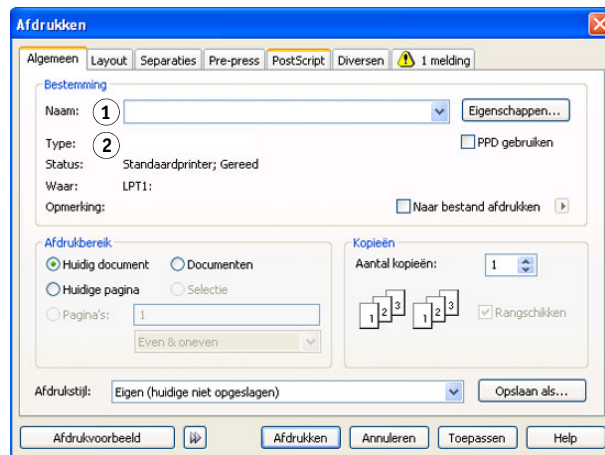 Afdrukken
Algemeen Layout Separaties Pre-press PostScript Diversen 1 melding
Bestemming
Naam: 1 Eigenschappen...
Type: 2 PPD gebruiken
Status: Standaardprinter; Gereed
Waar: LPT1:
Opmerking: Naar bestand afdrukken
Afdrukbereik Kopieën
Huidig document Documenten Aantal kopieën: 1
Huidige pagina Selectie
Pagina's: 1 1 1 2 3 1 2 3 Rangschikken
Even & oneven
Afdrukstijl: Eigen (huidige niet opgeslagen) Opslaan als...
Afdrukvoorbeeld Afdrukken Annuleren Toepassen Help